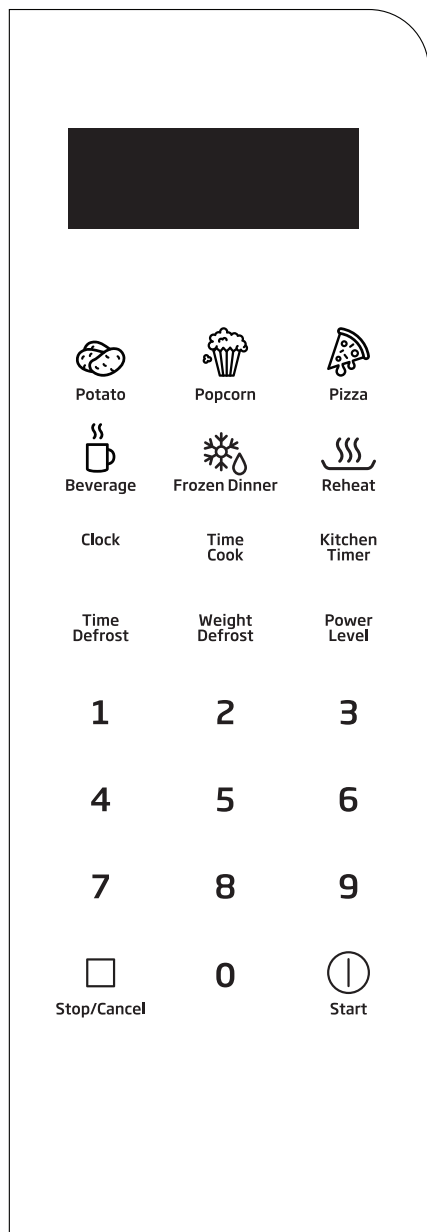 Potato Popcorn Pizza
Beverage Frozen Dinner Reheat
Clock Time Cook Kitchen Timer
Time Defrost Weight Defrost Power Level
1 2 3
4 5 6
7 8 9
0
Stop/Cancel Start